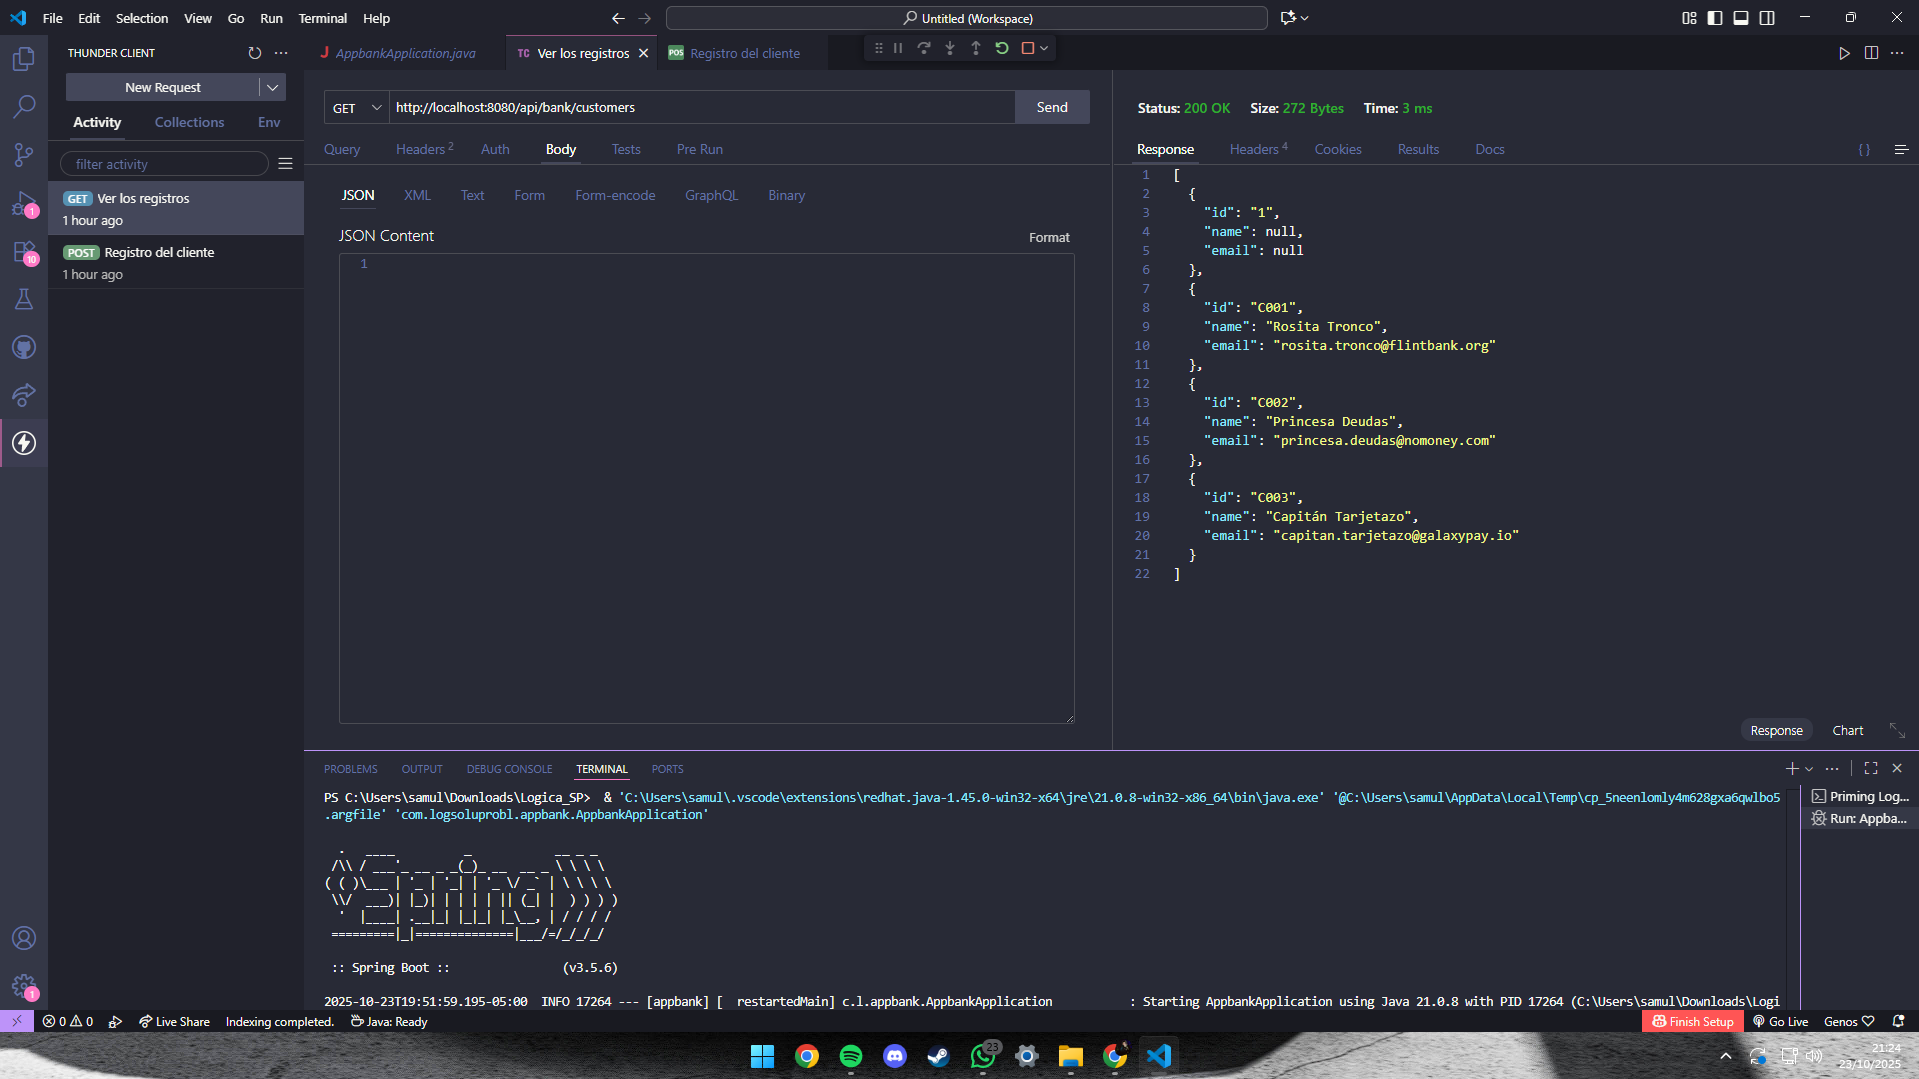 File Edit Selection View Go Run Terminal Help
Untitled (Workspace)
THUNDER CLIENT
New Request
Activity Collections Env
filter activity
GET Ver los registros
1 hour ago
POST Registro del cliente
1 hour ago
1
10
1
J AppbankApplication.java
TC Ver los registros
POS Registro del cliente
GET http://localhost:8080/api/bank/customers Send
Query Headers 2 Auth Body Tests Pre Run
JSON XML Text Form Form-encode GraphQL Binary
JSON Content
Format
1
Status: 200 OK Size: 272 Bytes Time: 3 ms
Response Headers 4 Cookies Results Docs { }
1 [
2 {
3 "id": "1",
4 "name": null,
5 "email": null
6 },
7 {
8 "id": "C001",
9 "name": "Rosita Tronco",
10 "email": "rosita.tronco@flintbank.org"
11 },
12 {
13 "id": "C002",
14 "name": "Princesa Deudas",
15 "email": "princesa.deudas@nomoney.com"
16 },
17 {
18 "id": "C003",
19 "name": "Capitán Tarjetazo",
20 "email": "capitan.tarjetazo@galaxypay.io"
21 }
22 ]
Response Chart
PROBLEMS OUTPUT DEBUG CONSOLE TERMINAL PORTS
PS C:\Users\samul\Downloads\Logica_SP> & 'C:\Users\samul\.vscode\extensions\redhat.java-1.45.0-win32-x64\jre\21.0.8-win32-x86_64\bin\java.exe' '@C:\Users\samul\AppData\Local\Temp\cp_5neenlomly4m628gxa6qwlbo5
.argfile' 'com.logsoluprobl.appbank.AppbankApplication'
Spring
:: Spring Boot :: (v3.5.6)
2025-10-23T19:51:59.195-05:00 INFO 17264 --- [appbank] [ restartedMain] c.l.appbank.AppbankApplication : Starting AppbankApplication using Java 21.0.8 with PID 17264 (C:\Users\samul\Downloads\Logi
Priming Log...
Run: Appba...
0 0 Live Share Indexing completed. Java: Ready
Finish Setup Go Live Genos
23
21:24
23/10/2025